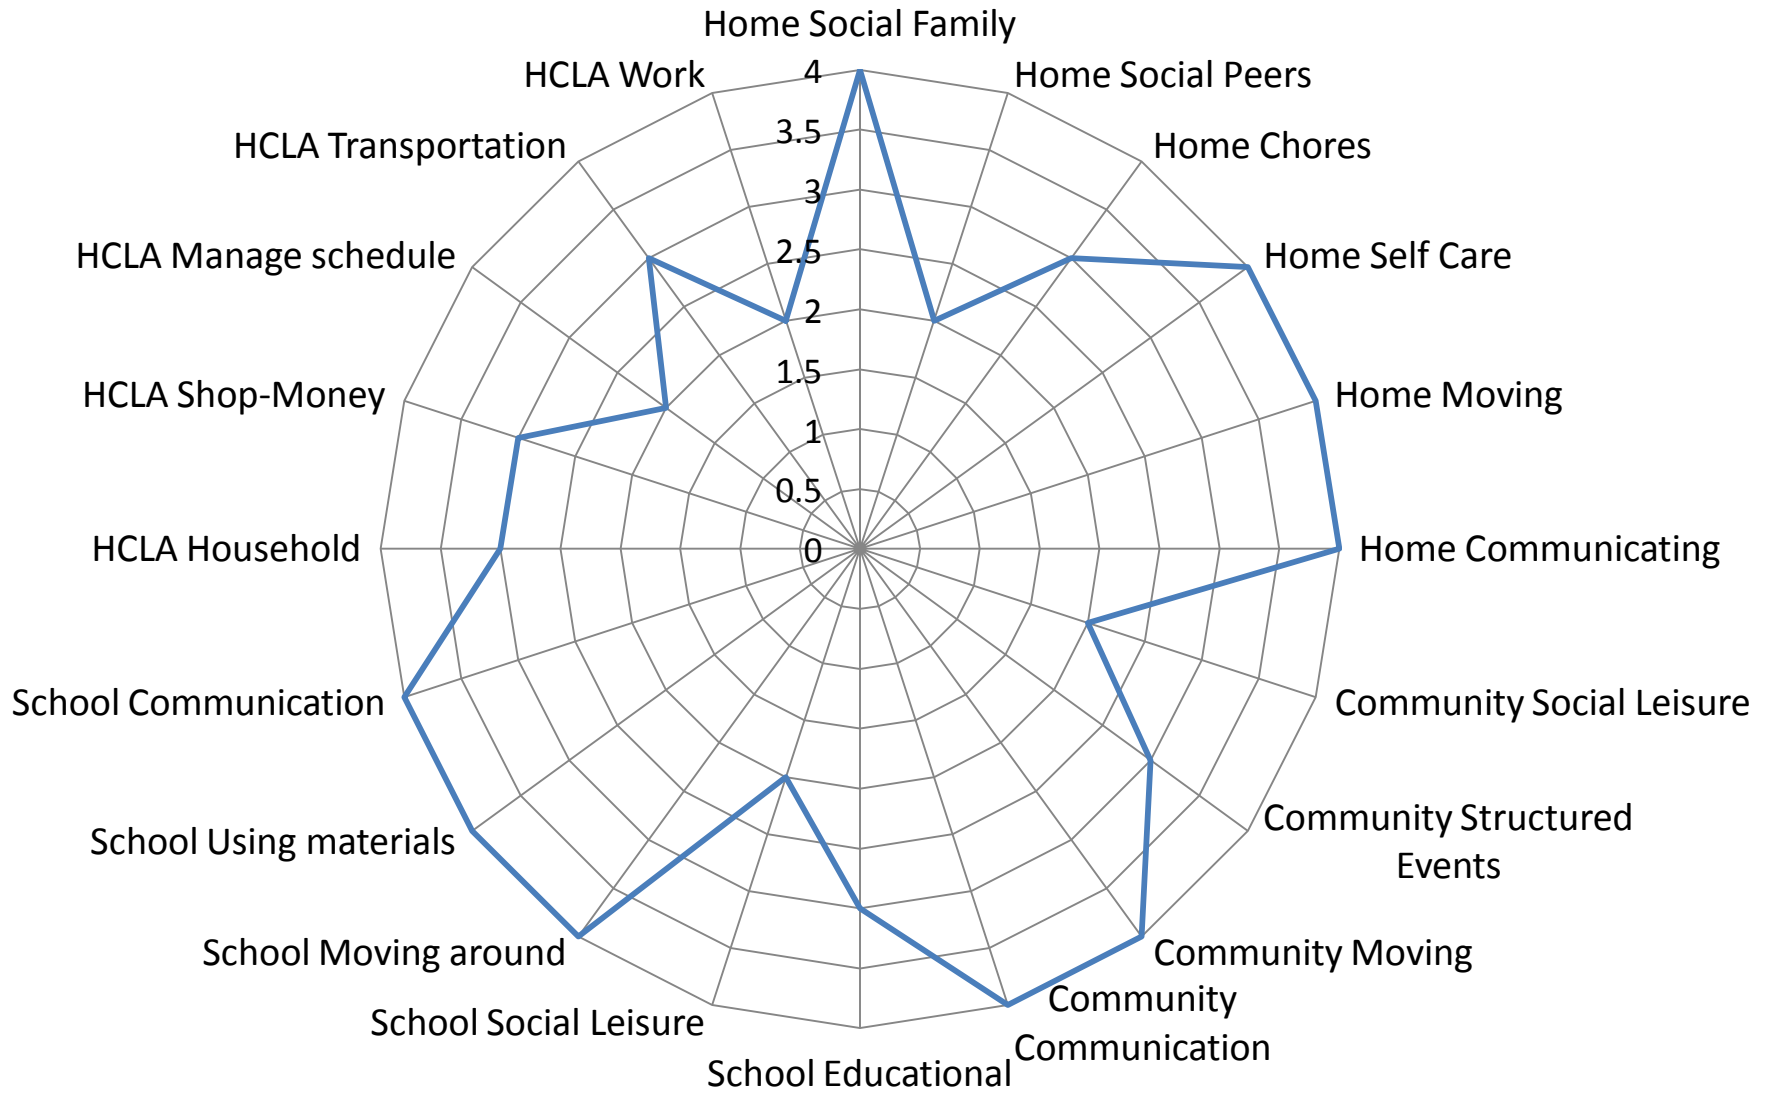 Home Social Family
Home Social Peers
Home Chores
Home Self Care
Home Moving
Home Communicating
Community Social Leisure
Community Structured
Events
Community Moving
Community
Communication
School Educational
School Social Leisure
School Moving around
School Using materials
School Communication
HCLA Household
HCLA Shop-Money
HCLA Manage schedule
HCLA Transportation
HCLA Work
4
3.5
3
2.5
2
1.5
1
0.5
0